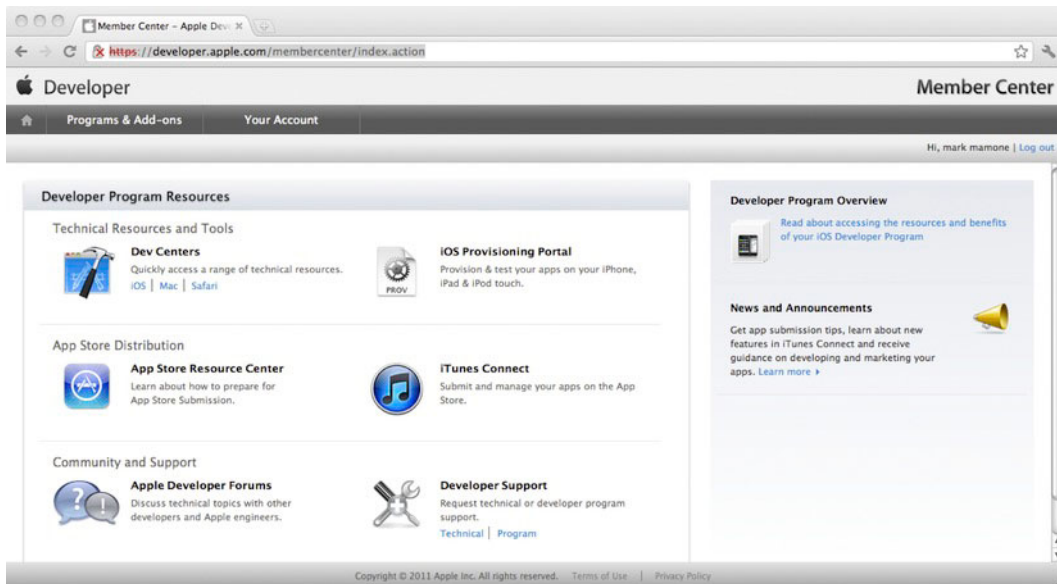 Member Center – Apple Dev
https://developer.apple.com/membercenter/index.action
Developer
Member Center
Programs & Add-ons
Your Account
Hi, mark mamone | Log out
Developer Program Resources
Technical Resources and Tools
Dev Centers
Quickly access a range of technical resources.
iOS | Mac | Safari
PROV
iOS Provisioning Portal
Provision & test your apps on your iPhone,
iPad & iPod touch.
App Store Distribution
App Store Resource Center
Learn about how to prepare for
App Store Submission.
iTunes Connect
Submit and manage your apps on the App
Store.
Community and Support
Apple Developer Forums
Discuss technical topics with other
developers and Apple engineers.
Developer Support
Request technical or developer program
support.
Technical | Program
Developer Program Overview
Read about accessing the resources and benefits
of your iOS Developer Program
News and Announcements
Get app submission tips, learn about new
features in iTunes Connect and receive
guidance on developing and marketing your
apps. Learn more
Copyright © 2011 Apple Inc. All rights reserved. Terms of Use | Privacy Policy